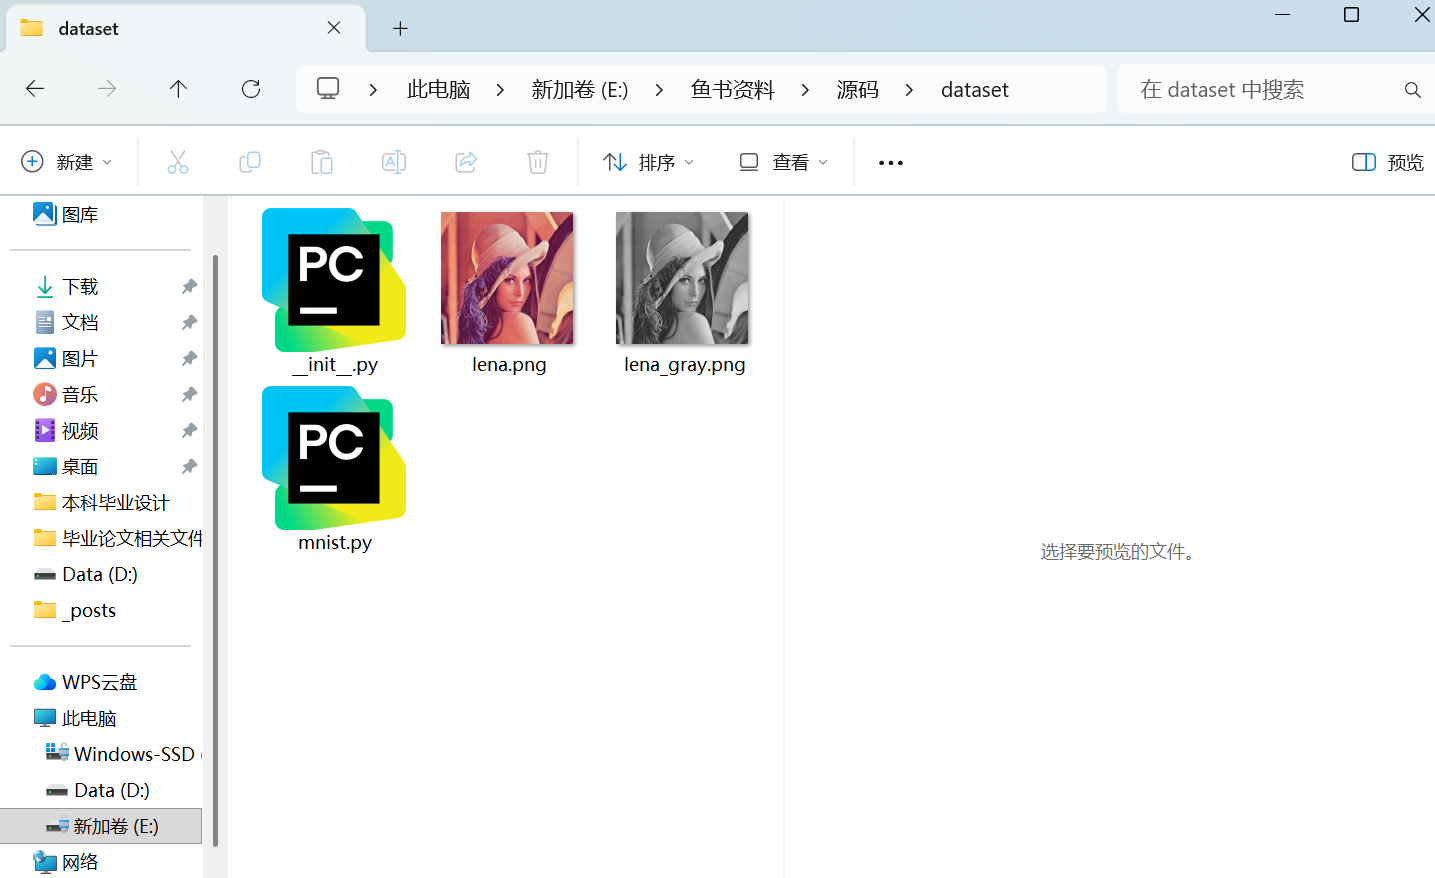 dataset
此电脑 新加卷 (E:) 鱼书资料 源码 dataset
在 dataset 中搜索
新建 排序 查看 预览
图库
下载
文档
图片
音乐
视频
桌面
本科毕业设计
毕业论文相关文件
Data (D:)
_posts
WPS云盘
此电脑
Windows-SSD (
Data (D:)
新加卷 (E:)
网络
PC
__init__.py
lena.png
lena_gray.png
PC
mnist.py
选择要预览的文件。